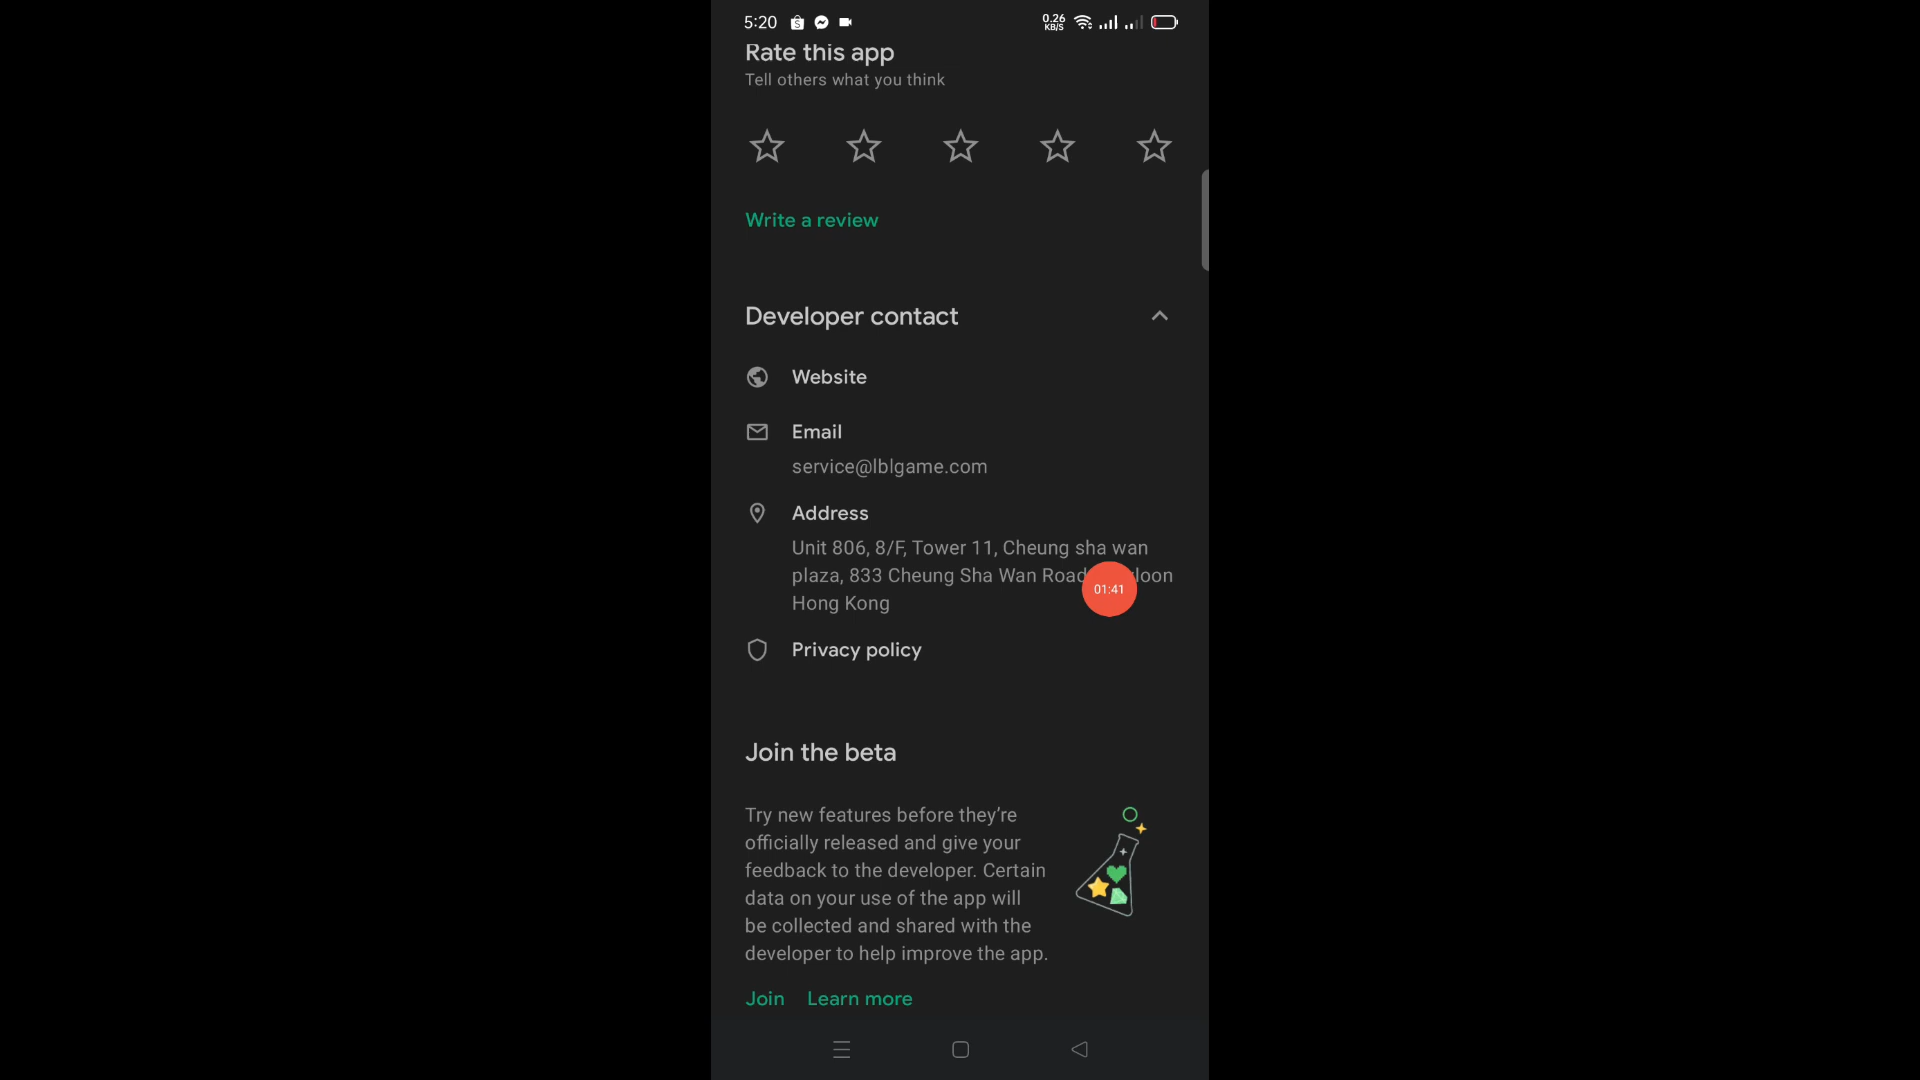 5:20
0.26
KB/S
Rate this app
Tell others what you think
Write a review
Developer contact
Website
Email
service@lblgame.com
Address
Unit 806, 8/F, Tower 11, Cheung sha wan
plaza, 833 Cheung Sha Wan Road loon
01:41
Hong Kong
Privacy policy
Join the beta
Try new features before they’re
officially released and give your
feedback to the developer. Certain
data on your use of the app will
be collected and shared with the
developer to help improve the app.
Join Learn more